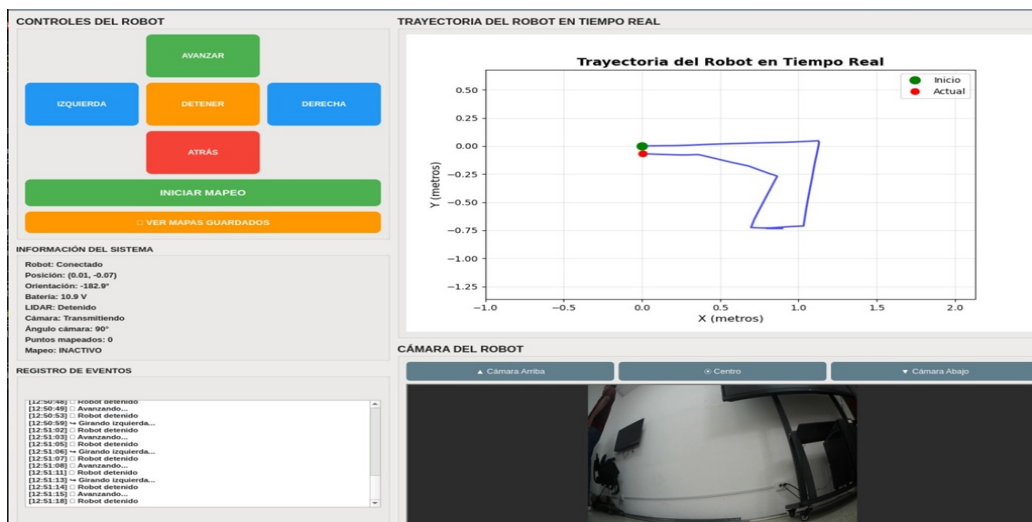 CONTROLES DEL ROBOT
AVANZAR
IZQUIERDA
DETENER
DERECHA
ATRÁS
INICIAR MAPEO
VER MAPAS GUARDADOS
INFORMACIÓN DEL SISTEMA
Robot: Conectado
Posición: (0.01, -0.07)
Orientación: -182.9°
Batería: 10.9 V
LIDAR: Detenido
Cámara: Transmitiendo
Ángulo cámara: 90°
Puntos mapeados: 0
Mapeo: INACTIVO
REGISTRO DE EVENTOS
[12:50:48] □ Robot detenido
[12:50:49] □ Avanzando...
[12:50:53] □ Robot detenido
[12:50:59] ↪ Girando izquierda...
[12:51:02] □ Robot detenido
[12:51:03] □ Avanzando...
[12:51:05] □ Robot detenido
[12:51:06] ↪ Girando izquierda...
[12:51:07] □ Robot detenido
[12:51:08] □ Avanzando...
[12:51:11] □ Robot detenido
[12:51:13] ↪ Girando izquierda...
[12:51:14] □ Robot detenido
[12:51:15] □ Avanzando...
[12:51:18] □ Robot detenido
TRAYECTORIA DEL ROBOT EN TIEMPO REAL
Trayectoria del Robot en Tiempo Real
Inicio
Actual
Y (metros)
0.50
0.25
0.00
−0.25
−0.50
−0.75
−1.00
−1.25
−1.0 −0.5 0.0 0.5 1.0 1.5 2.0
X (metros)
CÁMARA DEL ROBOT
▲ Cámara Arriba
⊙ Centro
▼ Cámara Abajo